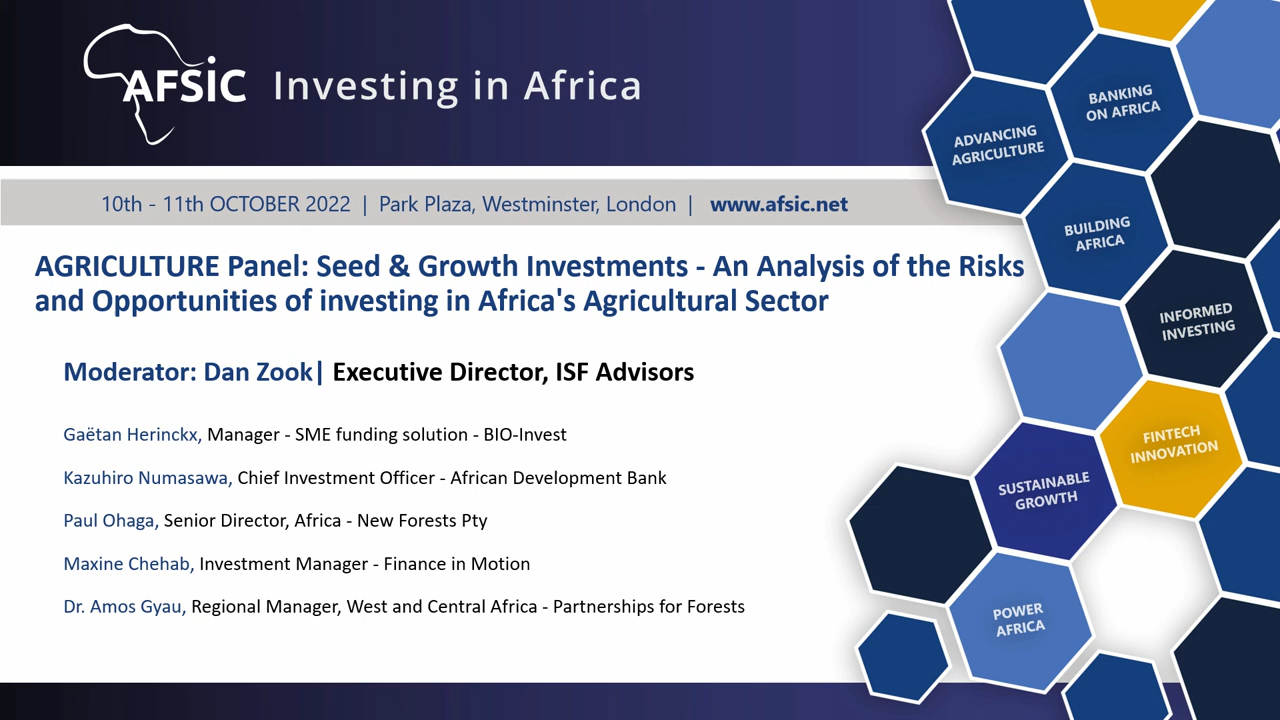 AFSIC Investing in Africa
10th - 11th OCTOBER 2022 | Park Plaza, Westminster, London | www.afsic.net
AGRICULTURE Panel: Seed & Growth Investments - An Analysis of the Risks
and Opportunities of investing in Africa's Agricultural Sector
Moderator: Dan Zook| Executive Director, ISF Advisors
Gaëtan Herinckx, Manager - SME funding solution - BIO-Invest
Kazuhiro Numasawa, Chief Investment Officer - African Development Bank
Paul Ohaga, Senior Director, Africa - New Forests Pty
Maxine Chehab, Investment Manager - Finance in Motion
Dr. Amos Gyau, Regional Manager, West and Central Africa - Partnerships for Forests
BANKING
ON AFRICA
ADVANCING
AGRICULTURE
BUILDING
AFRICA
INFORMED
INVESTING
FINTECH
INNOVATION
SUSTAINABLE
GROWTH
POWER
AFRICA